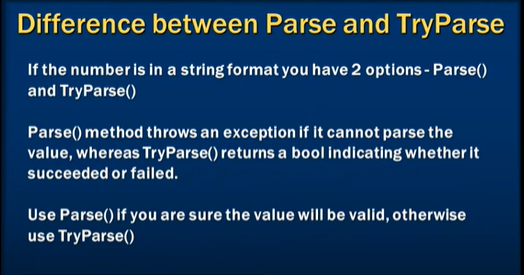 Difference between Parse and TryParse
If the number is in a string format you have 2 options - Parse()
and TryParse()
Parse() method throws an exception if it cannot parse the
value, whereas TryParse() returns a bool indicating whether it
succeeded or failed.
Use Parse() if you are sure the value will be valid, otherwise
use TryParse()